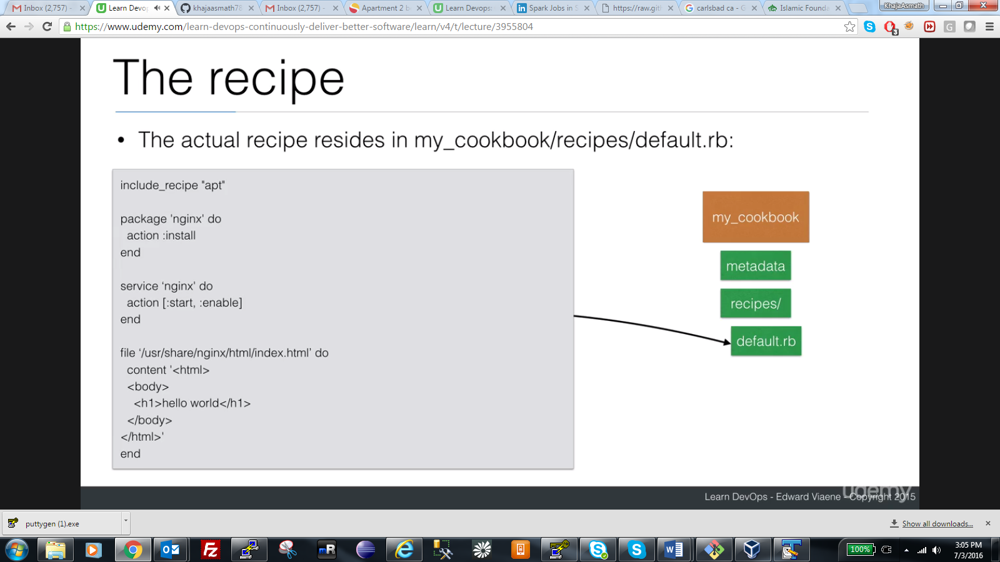 Inbox (2,757) -
Learn Devop
khajaasmath78
Inbox (2,757) -
Apartment 2 b
Learn Devops:
Spark Jobs in S
https://raw.git
carlsbad ca - G
Islamic Founda
KhajaAsmath
https://www.udemy.com/learn-devops-continuously-deliver-better-software/learn/v4/t/lecture/3955804
3
G
The recipe
• The actual recipe resides in my_cookbook/recipes/default.rb:
include_recipe "apt"
package 'nginx' do
action :install
end
service 'nginx' do
action [:start, :enable]
end
file ‘/usr/share/nginx/html/index.html’ do
content '<html>
<body>
<h1>hello world</h1>
</body>
</html>'
end
my_cookbook
metadata
recipes/
default.rb
udemy
Learn DevOps - Edward Viaene - Copyright 2015
puttygen (1).exe
Show all downloads...
100%
3:05 PM
7/3/2016